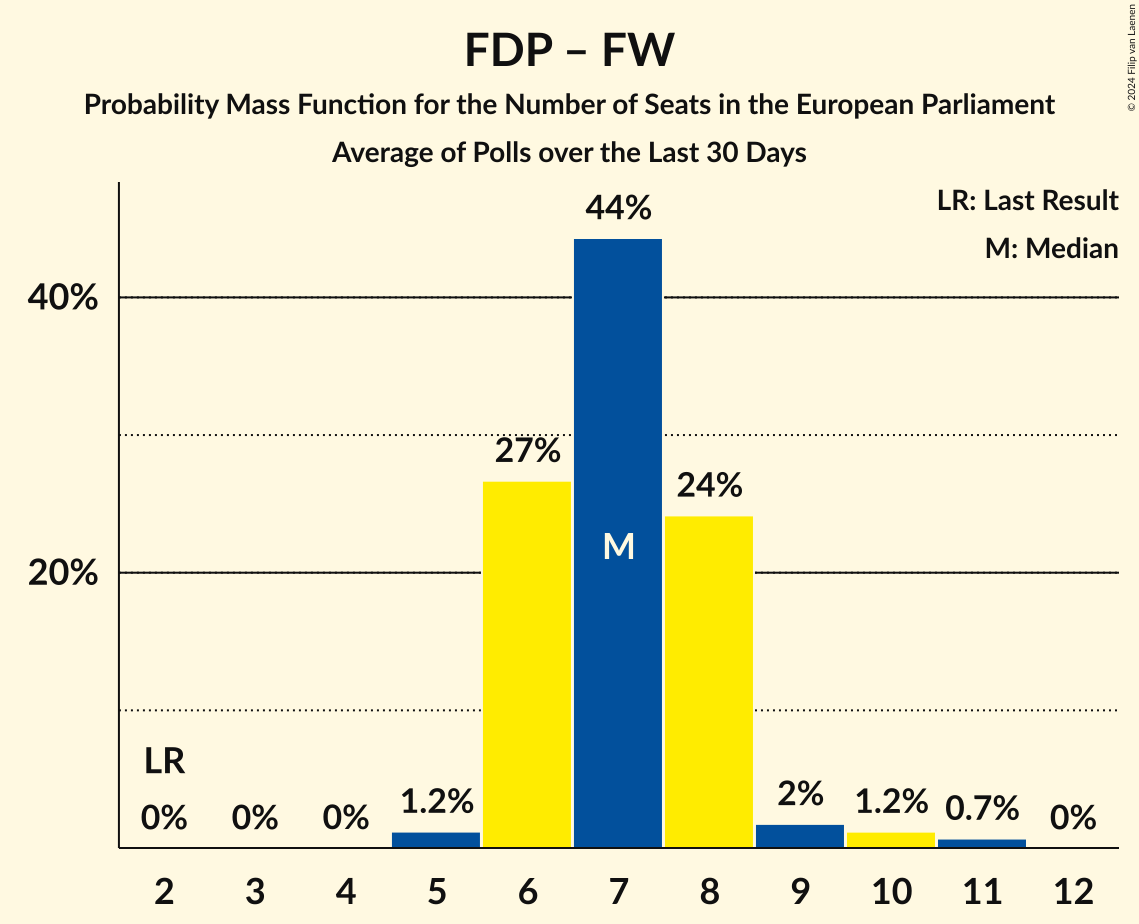 FDP – FW
Probability Mass Function for the Number of Seats in the European Parliament
Average of Polls over the Last 30 Days
© 2024 Filip van Laenen
LR: Last Result
M: Median
44%
40%
27%
24%
M
20%
LR
0%
0%
0%
1.2%
2%
1.2%
0.7%
0%
2 3 4 5 6 7 8 9 10 11 12